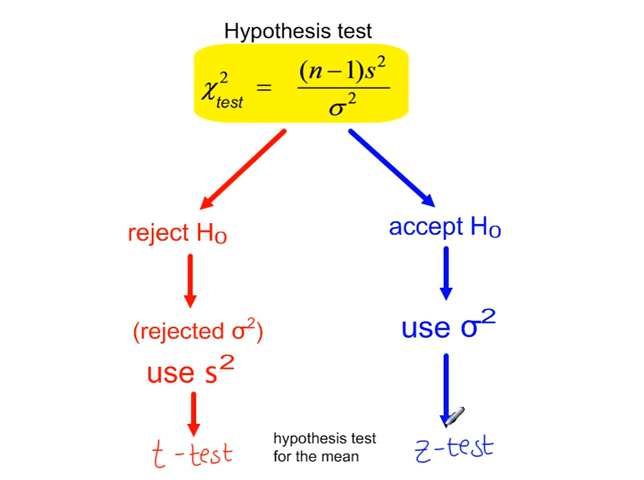 Hypothesis test
χ²test = (n−1)s² / σ²
reject H₀
accept H₀
(rejected σ²)
use s²
use σ²
t-test
hypothesis test
for the mean
z-test